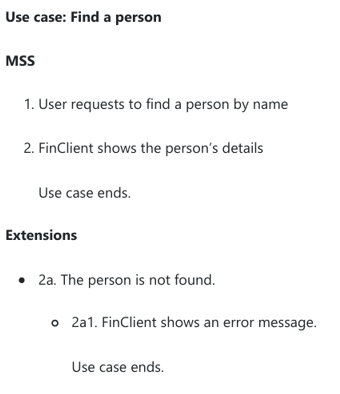 Use case: Find a person
MSS
1. User requests to find a person by name
2. FinClient shows the person's details
Use case ends.
Extensions
• 2a. The person is not found.
○ 2a1. FinClient shows an error message.
Use case ends.